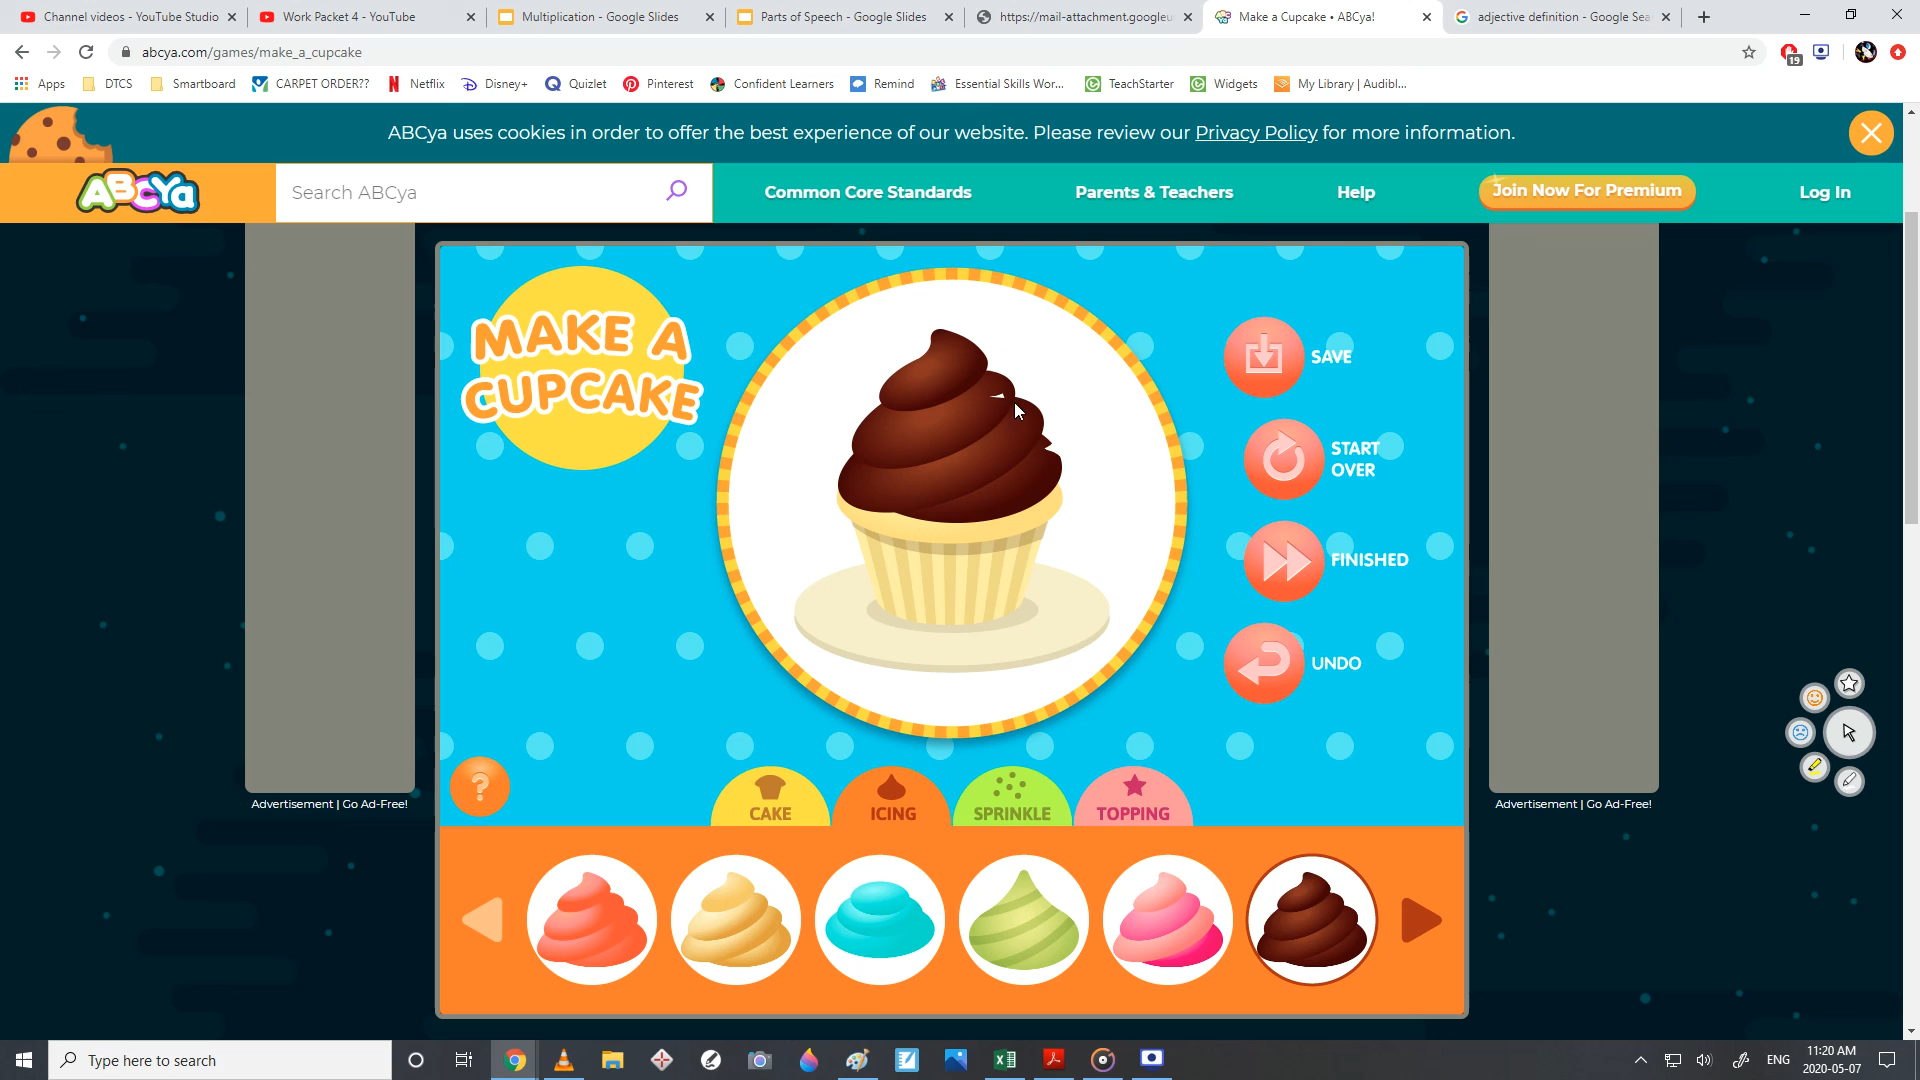 Channel videos - YouTube Studio
Work Packet 4 - YouTube
Multiplication - Google Slides
Parts of Speech - Google Slides
https://mail-attachment.googleu
Make a Cupcake • ABCya!
adjective definition - Google Sea
abcya.com/games/make_a_cupcake
19
Apps
DTCS
Smartboard
CARPET ORDER??
Netflix
Disney+
Quizlet
Pinterest
Confident Learners
Remind
Essential Skills Wor...
TeachStarter
Widgets
My Library | Audibl...
ABCya uses cookies in order to offer the best experience of our website. Please review our Privacy Policy for more information.
ABCYa
Search ABCya
Common Core Standards
Parents & Teachers
Help
Join Now For Premium
Log In
MAKE A
CUPCAKE
SAVE
START
OVER
FINISHED
UNDO
?
CAKE
ICING
SPRINKLE
TOPPING
Advertisement | Go Ad-Free!
Advertisement | Go Ad-Free!
Type here to search
ENG
11:20 AM
2020-05-07